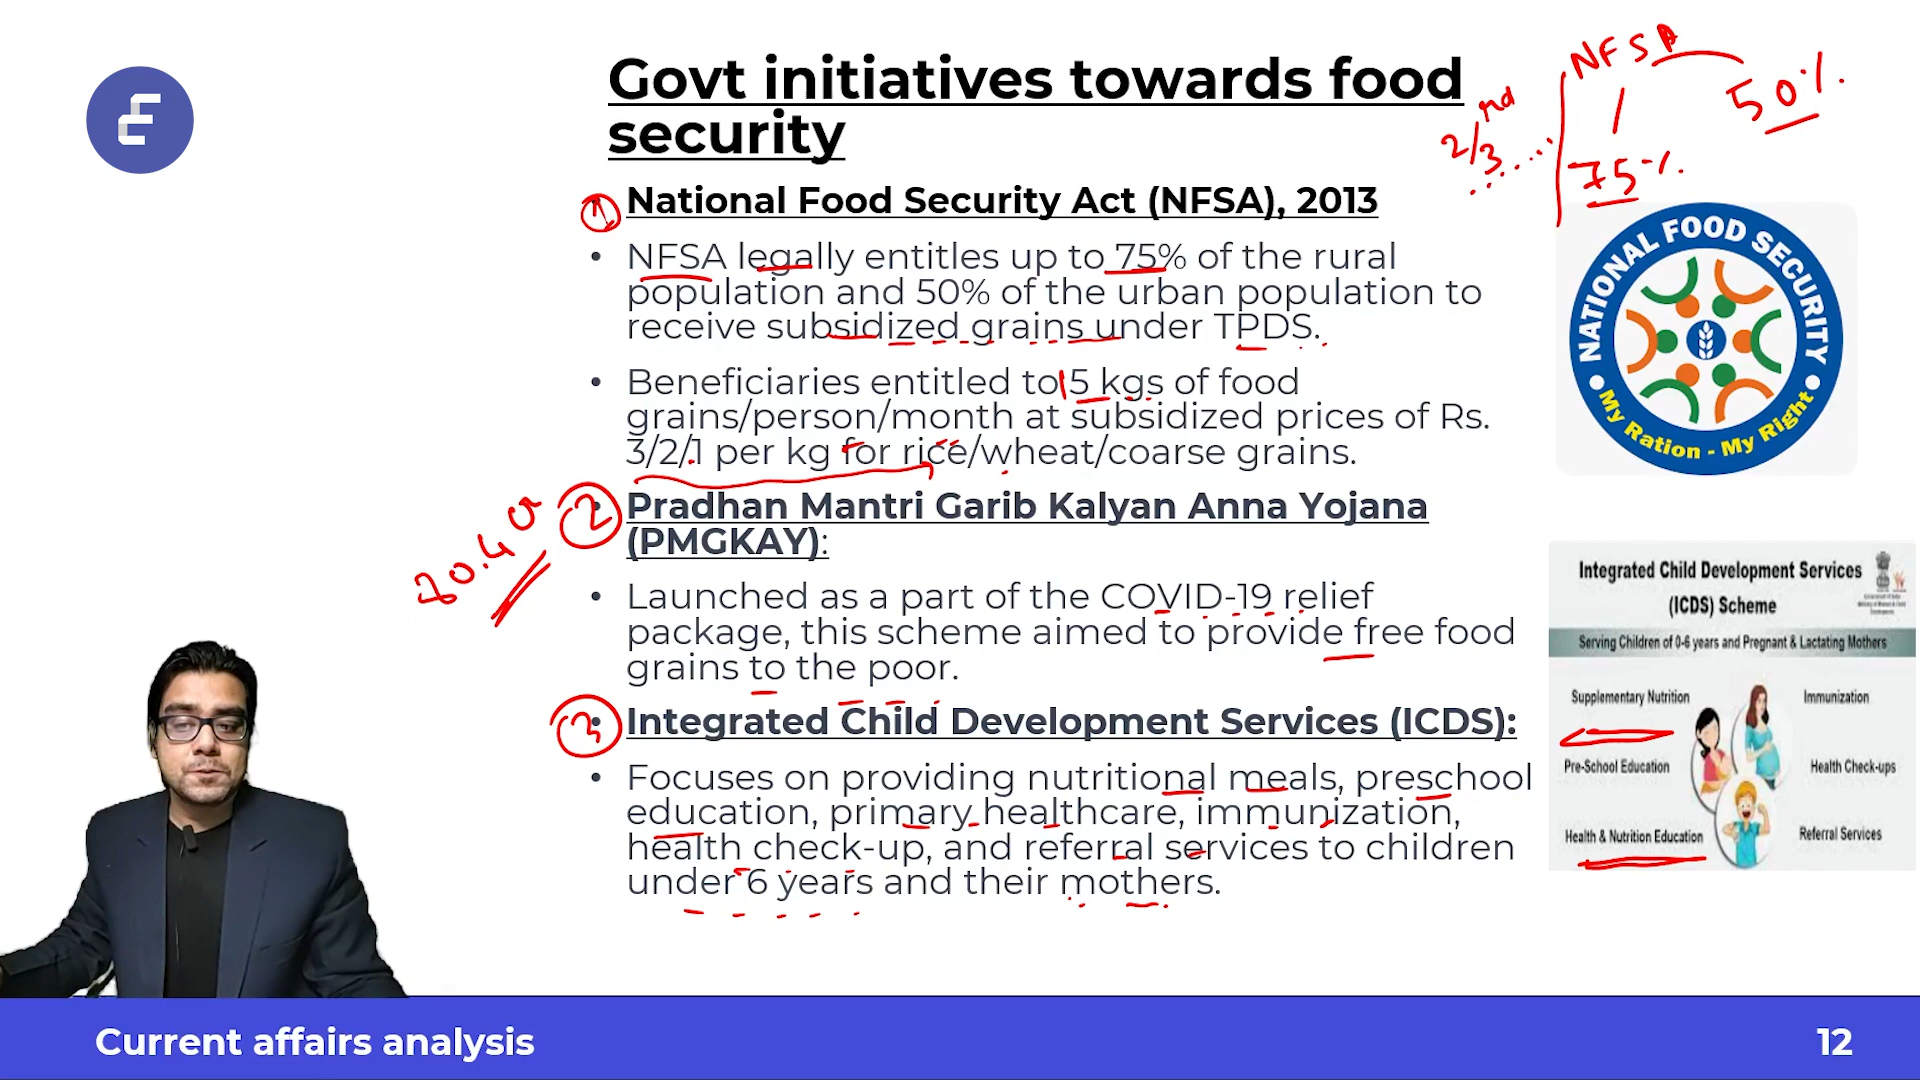 Govt initiatives towards food
security
NFSA
50%
2/3rd
75%
① National Food Security Act (NFSA), 2013
• NFSA legally entitles up to 75% of the rural
population and 50% of the urban population to
receive subsidized grains under TPDS.
• Beneficiaries entitled to 5 kgs of food
grains/person/month at subsidized prices of Rs.
3/2/1 per kg for rice/wheat/coarse grains.
② Pradhan Mantri Garib Kalyan Anna Yojana
(PMGKAY):
• Launched as a part of the COVID-19 relief
package, this scheme aimed to provide free food
grains to the poor.
③ Integrated Child Development Services (ICDS):
• Focuses on providing nutritional meals, preschool
education, primary healthcare, immunization,
health check-up, and referral services to children
under 6 years and their mothers.
NATIONAL FOOD SECURITY
My Ration - My Right
Integrated Child Development Services
(ICDS) Scheme
Serving Children of 0-6 years and Pregnant & Lactating Mothers
Supplementary Nutrition
Immunization
Pre-School Education
Health Check-ups
Health & Nutrition Education
Referral Services
Current affairs analysis
12